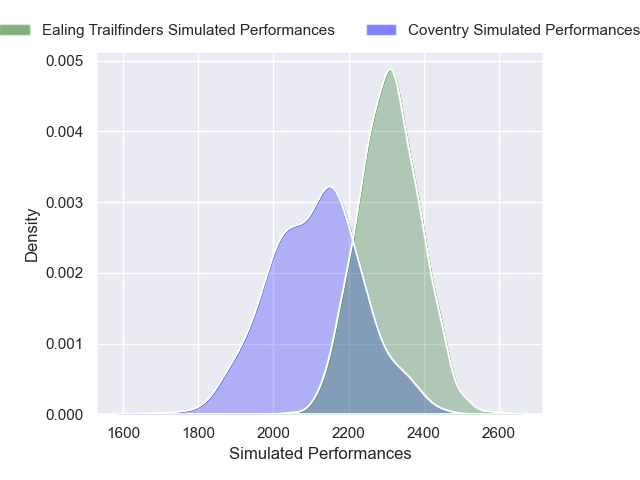 Ealing Trailfinders Simulated Performances
Coventry Simulated Performances
0.005
0.004
0.003
0.002
0.001
0.000
Density
1600 1800 2000 2200 2400 2600
Simulated Performances